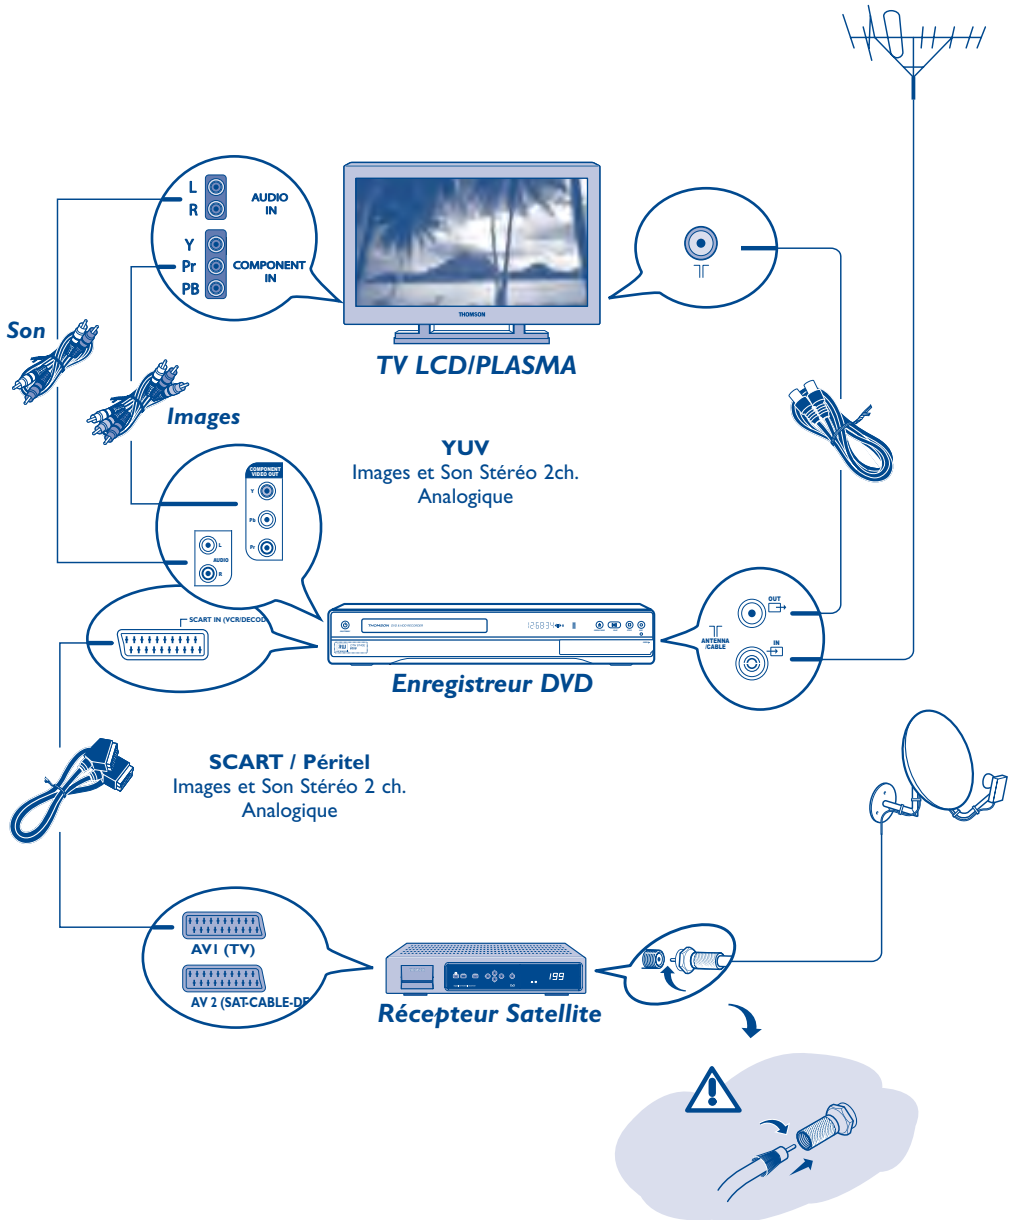 L
R
AUDIO
IN
Y
Pr
PB
COMPONENT
IN
THOMSON
TV LCD/PLASMA
Son
Images
YUV
Images et Son Stéréo 2ch.
Analogique
COMPONENT
VIDEO OUT
Y
Pb
Pr
L
AUDIO
R
SCART IN (VCR/DECOD
THOMSON
OUT
ANTENNA
/CABLE
IN
Enregistreur DVD
SCART / Péritel
Images et Son Stéréo 2 ch.
Analogique
AV1 (TV)
AV 2 (SAT-CABLE-DE
199
Récepteur Satellite
!